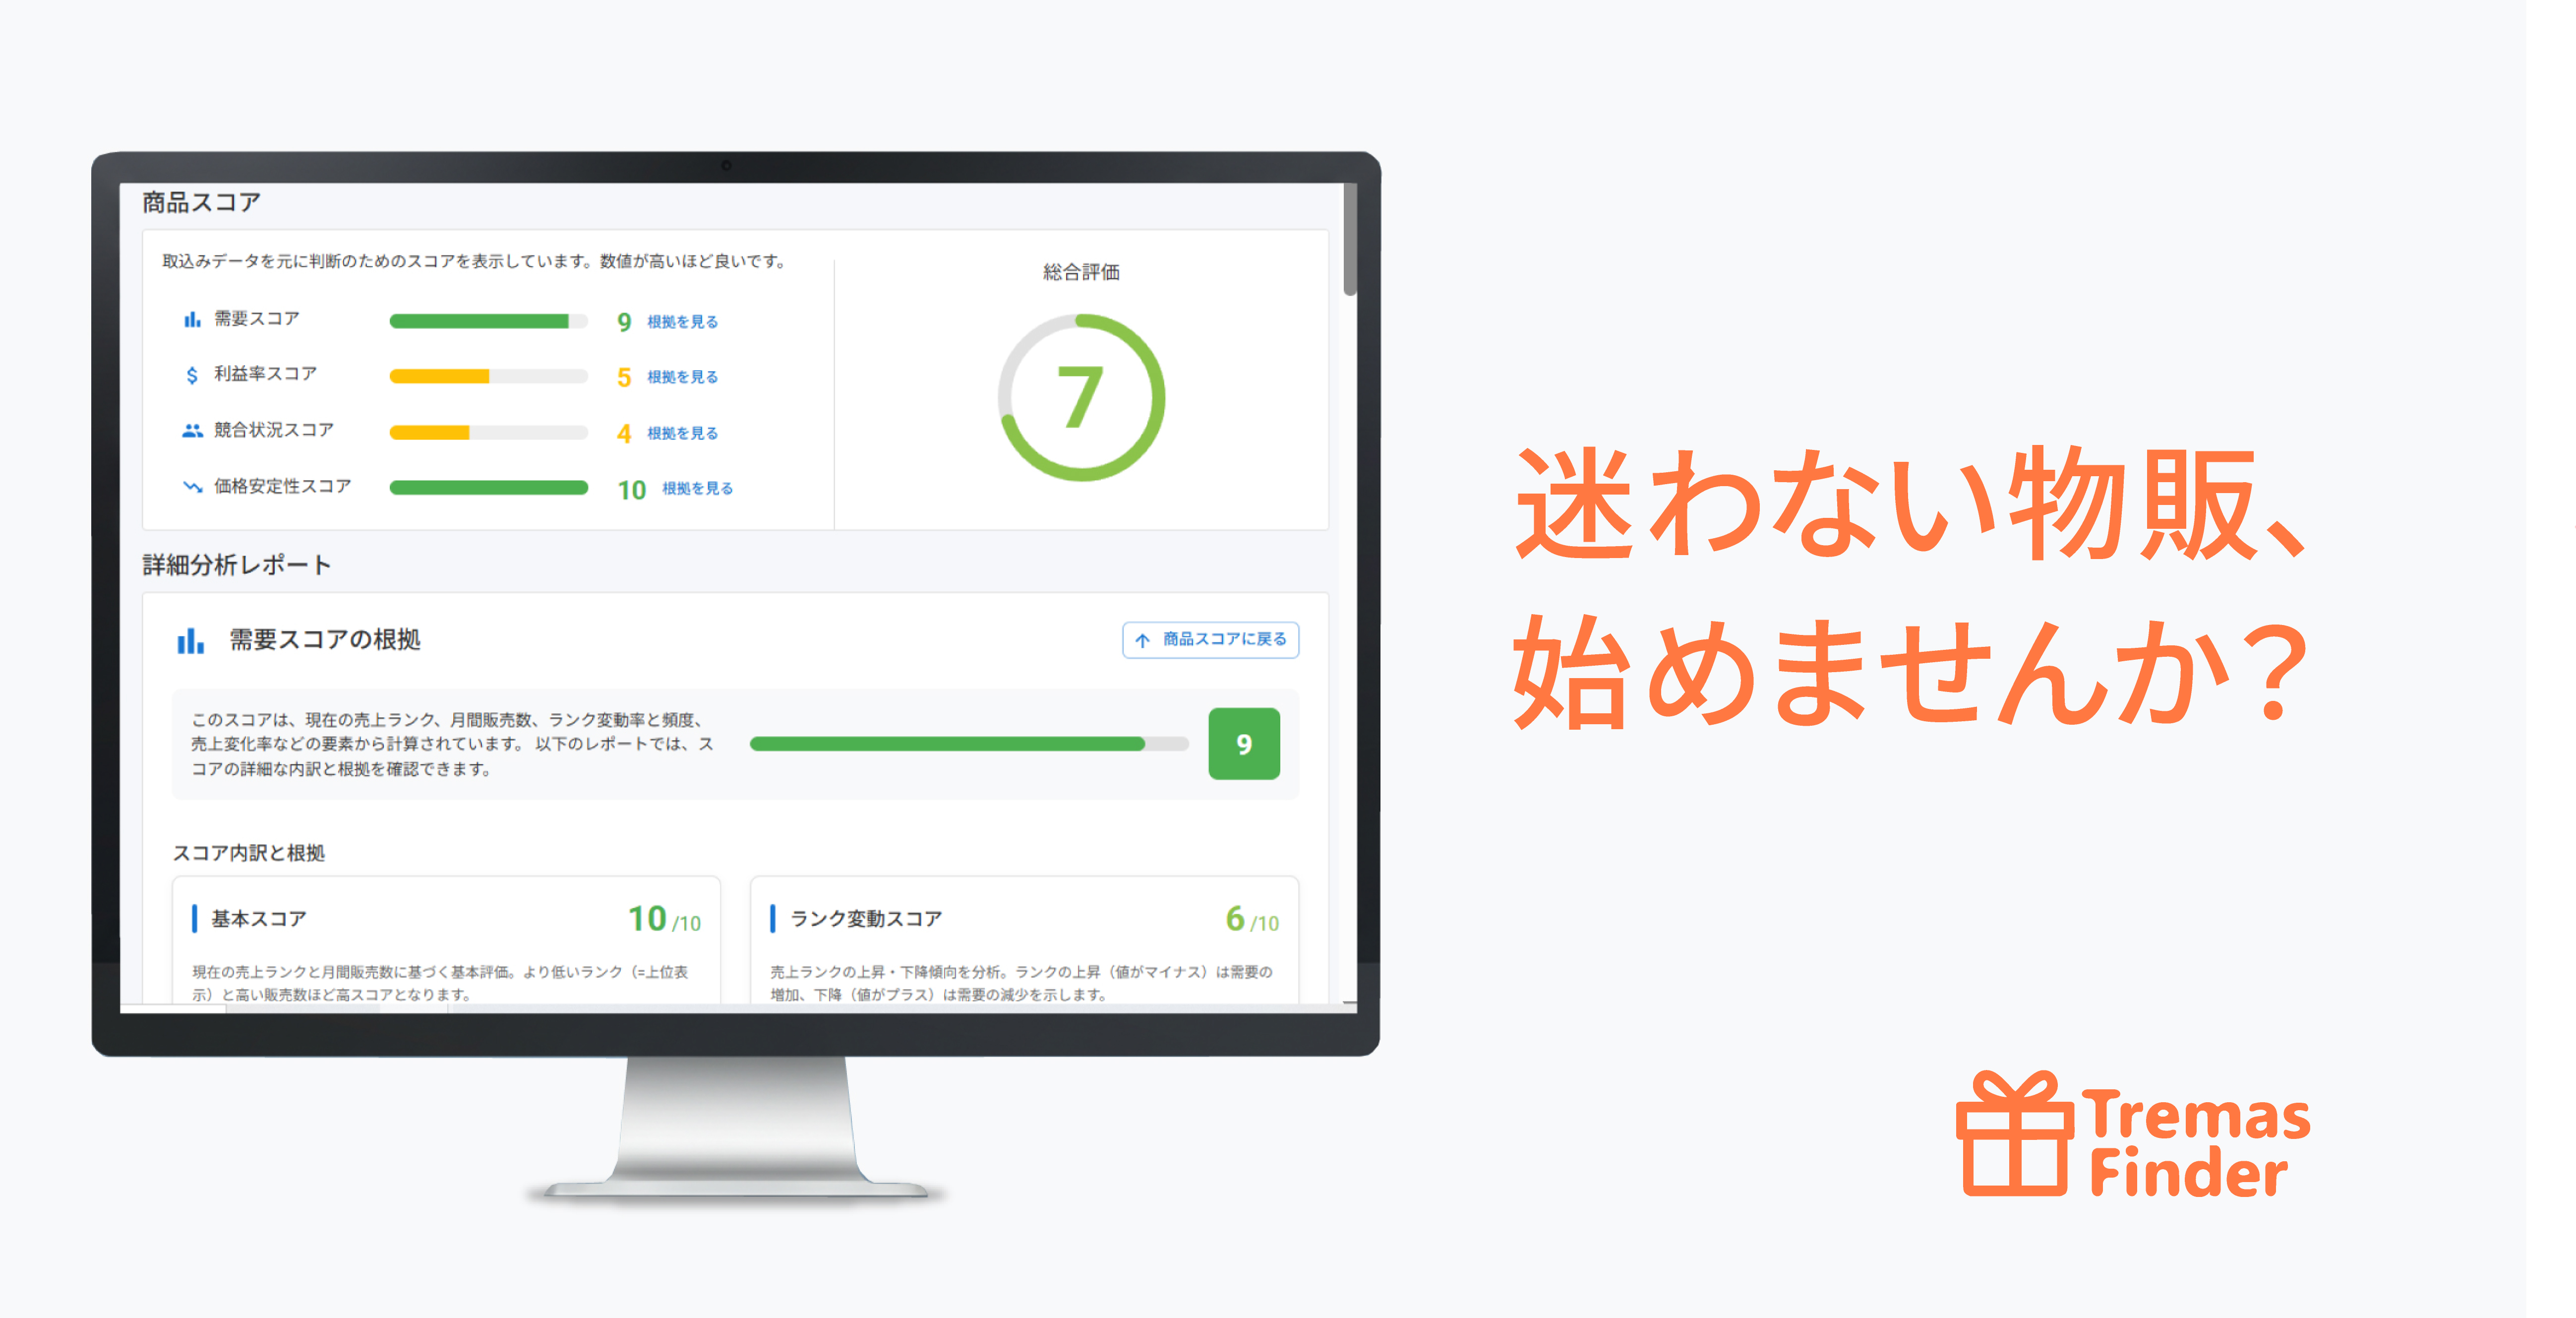 商品スコア
取込みデータを元に判断のためのスコアを表示しています。数値が高いほど良いです。
需要スコア 9 根拠を見る
利益率スコア 5 根拠を見る
競合状況スコア 4 根拠を見る
価格安定性スコア 10 根拠を見る
総合評価
7
詳細分析レポート
需要スコアの根拠
商品スコアに戻る
このスコアは、現在の売上ランク、月間販売数、ランク変動率と頻度、
売上変化率などの要素から計算されています。 以下のレポートでは、ス
コアの詳細な内訳と根拠を確認できます。
9
スコア内訳と根拠
基本スコア 10 /10
現在の売上ランクと月間販売数に基づく基本評価。より低いランク（=上位表
示）と高い販売数ほど高スコアとなります。
ランク変動スコア 6 /10
売上ランクの上昇・下降傾向を分析。ランクの上昇（値がマイナス）は需要の
増加、下降（値がプラス）は需要の減少を示します。
迷わない物販、
始めませんか？
Tremas
Finder